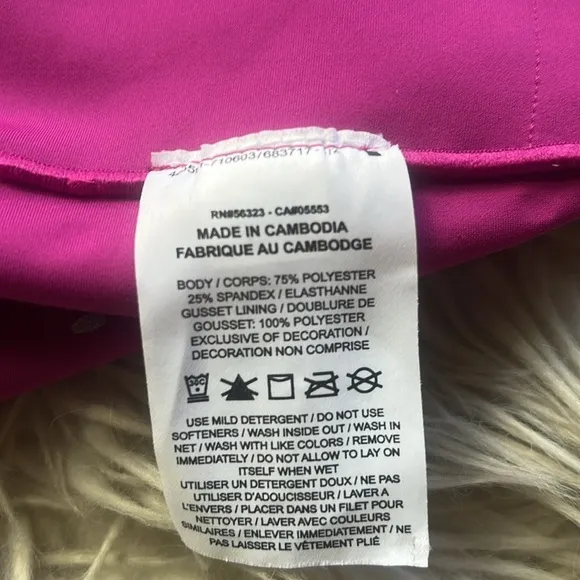 RN#56323 - CA#05553
MADE IN CAMBODIA
FABRIQUE AU CAMBODGE
BODY / CORPS: 75% POLYESTER
25% SPANDEX / ELASTHANNE
GUSSET LINING / DOUBLURE DE
GOUSSET: 100% POLYESTER
EXCLUSIVE OF DECORATION /
DECORATION NON COMPRISE
30C
USE MILD DETERGENT / DO NOT USE
SOFTENERS / WASH INSIDE OUT / WASH IN
NET / WASH WITH LIKE COLORS / REMOVE
IMMEDIATELY / DO NOT ALLOW TO LAY ON
ITSELF WHEN WET
UTILISER UN DETERGENT DOUX / NE PAS
UTILISER D'ADOUCISSEUR / LAVER A
L'ENVERS / PLACER DANS UN FILET POUR
NETTOYER / LAVER AVEC COULEURS
SIMILAIRES / ENLEVER IMMEDIATEMENT / NE
PAS LAISSER LE VÊTEMENT PLIÉ